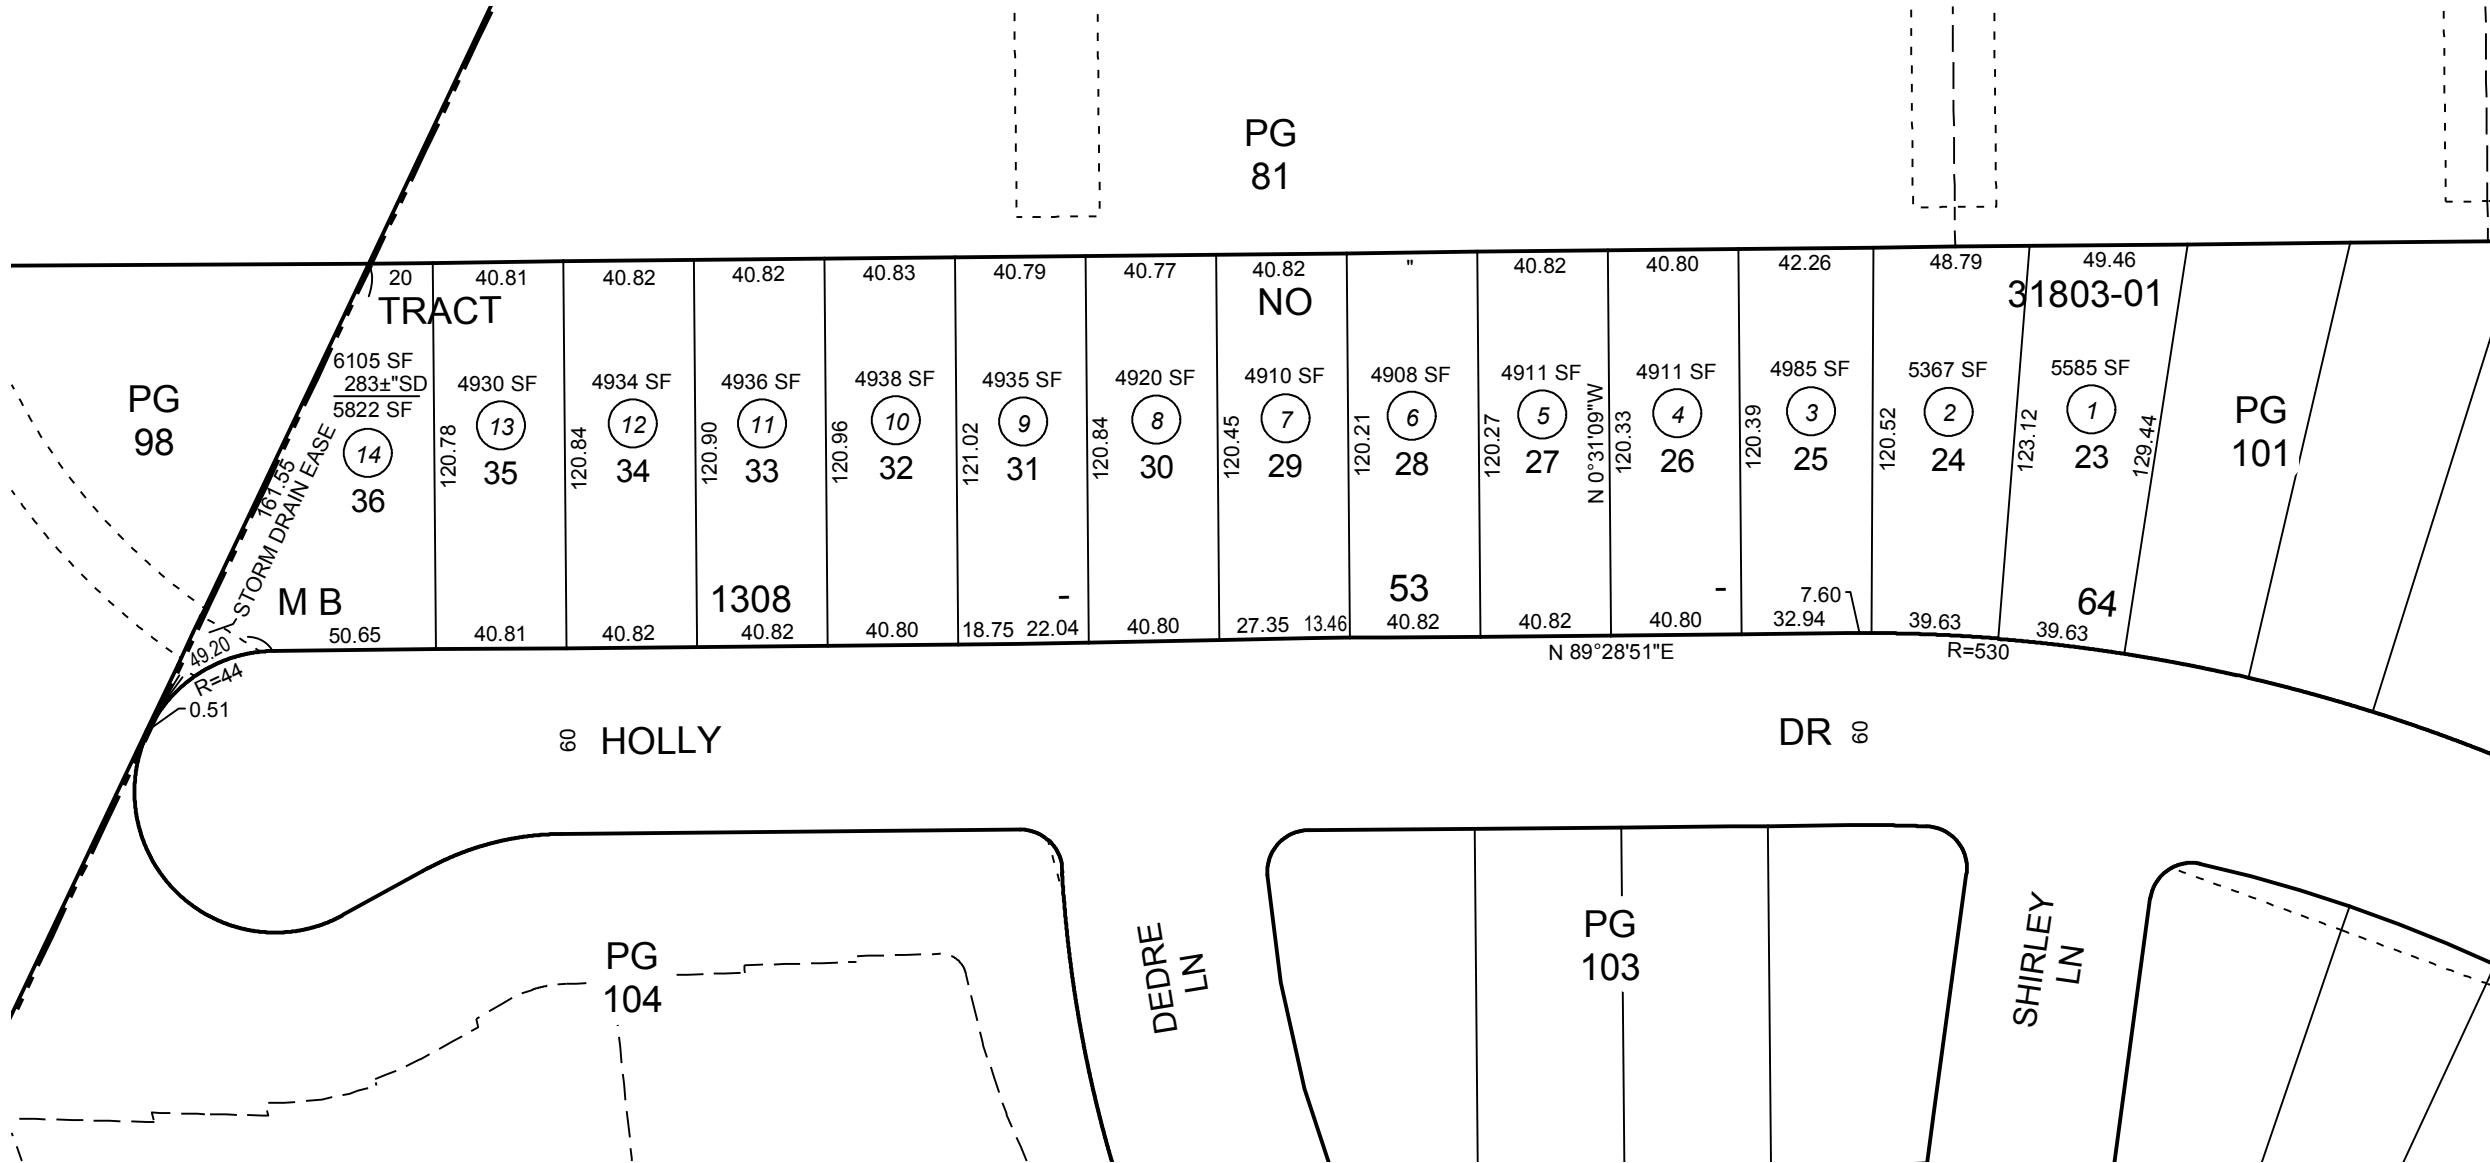 PG
81
20
40.81
40.82
40.82
40.83
40.79
40.77
40.82
"
40.82
40.80
42.26
48.79
49.46
TRACT
NO
31803-01
6105 SF
283±"SD
5822 SF
4930 SF
4934 SF
4936 SF
4938 SF
4935 SF
4920 SF
4910 SF
4908 SF
4911 SF
4911 SF
4985 SF
5367 SF
5585 SF
PG
98
14
36
13
35
12
34
11
33
10
32
9
31
8
30
7
29
6
28
5
27
4
26
3
25
2
24
1
23
PG
101
161.55
STORM DRAIN EASE
120.78
120.84
120.90
120.96
121.02
120.84
120.45
120.21
120.27
N 0°31'09"W
120.33
120.39
120.52
123.12
129.44
M B
1308
-
53
-
64
50.65
40.81
40.82
40.82
40.80
18.75
22.04
40.80
27.35
13.46
40.82
40.82
40.80
32.94
7.60
39.63
39.63
49.20
R=44
0.51
N 89°28'51"E
R=530
60
HOLLY
DR
60
PG
104
DEDRE
LN
PG
103
SHIRLEY
LN